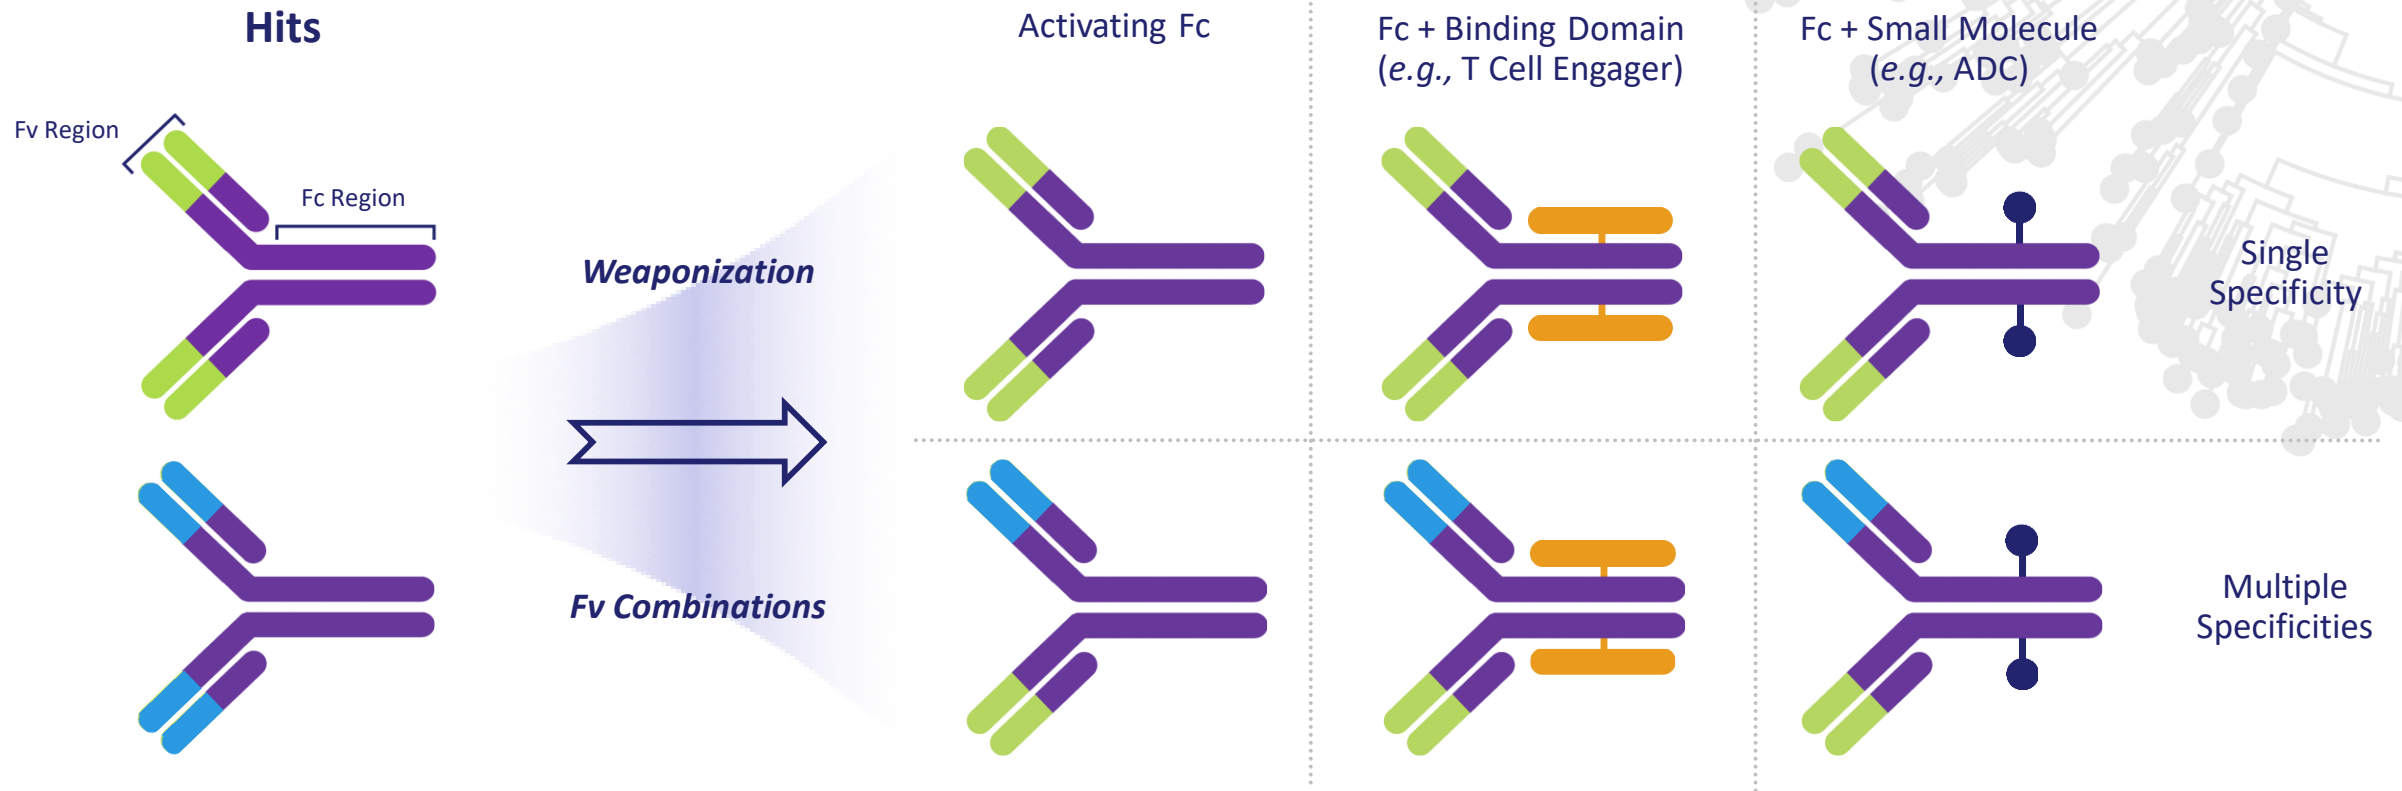 Hits
Activating Fc
Fc + Binding Domain
(e.g., T Cell Engager)
Fc + Small Molecule
(e.g., ADC)
Fv Region
Fc Region
Weaponization
Single
Specificity
Fv Combinations
Multiple
Specificities